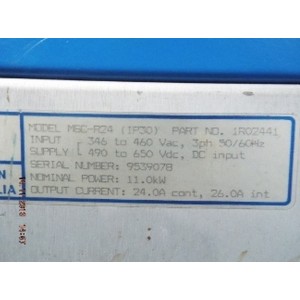 MODEL MGC-R24 (IP30) PART NO. 1R02441
INPUT 346 to 460 Vac, 3ph 50/60Hz
SUPPLY 490 to 650 Vdc, DC input
SERIAL NUMBER: 9539078
NOMINAL POWER: 11.0kW
OUTPUT CURRENT: 24.0A cont, 26.0A int
N
LIA